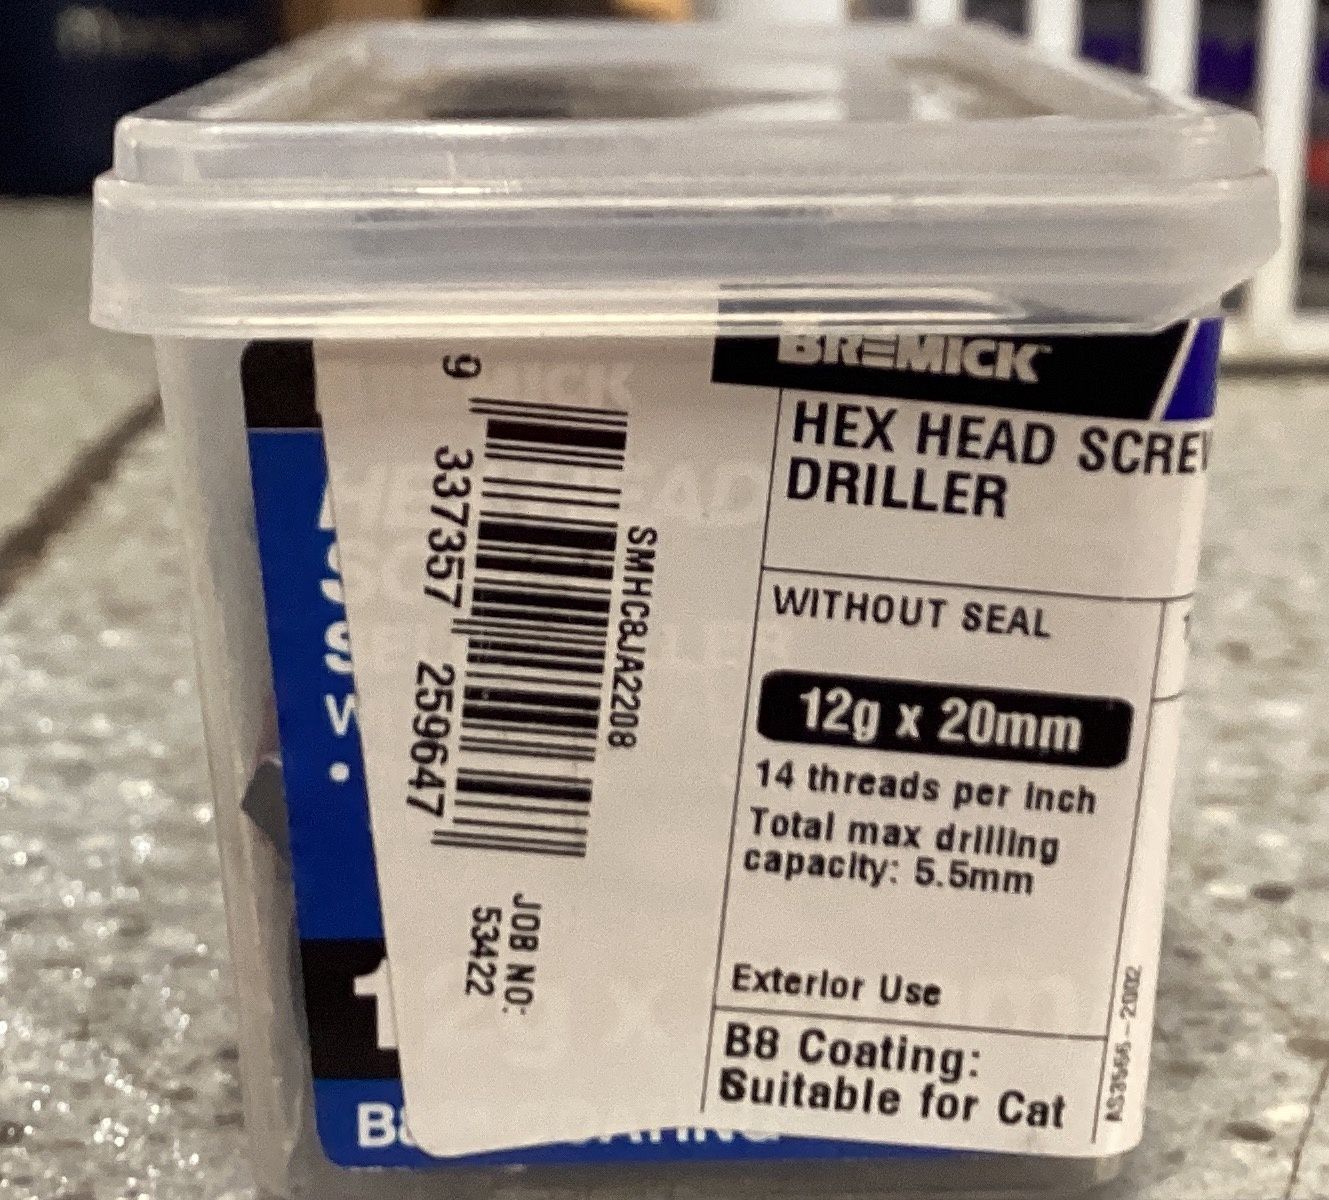 BREMICK
HEX HEAD
DRILLER
WITHOUT SEAL
12g x 20mm
14 threads per inch
Total max drilling
capacity: 5.5mm
Exterior Use
B8 Coating:
Suitable for Cat
AS3566-2002
9 337357 259647
SMHC8JA2208
JOB NO:
53422